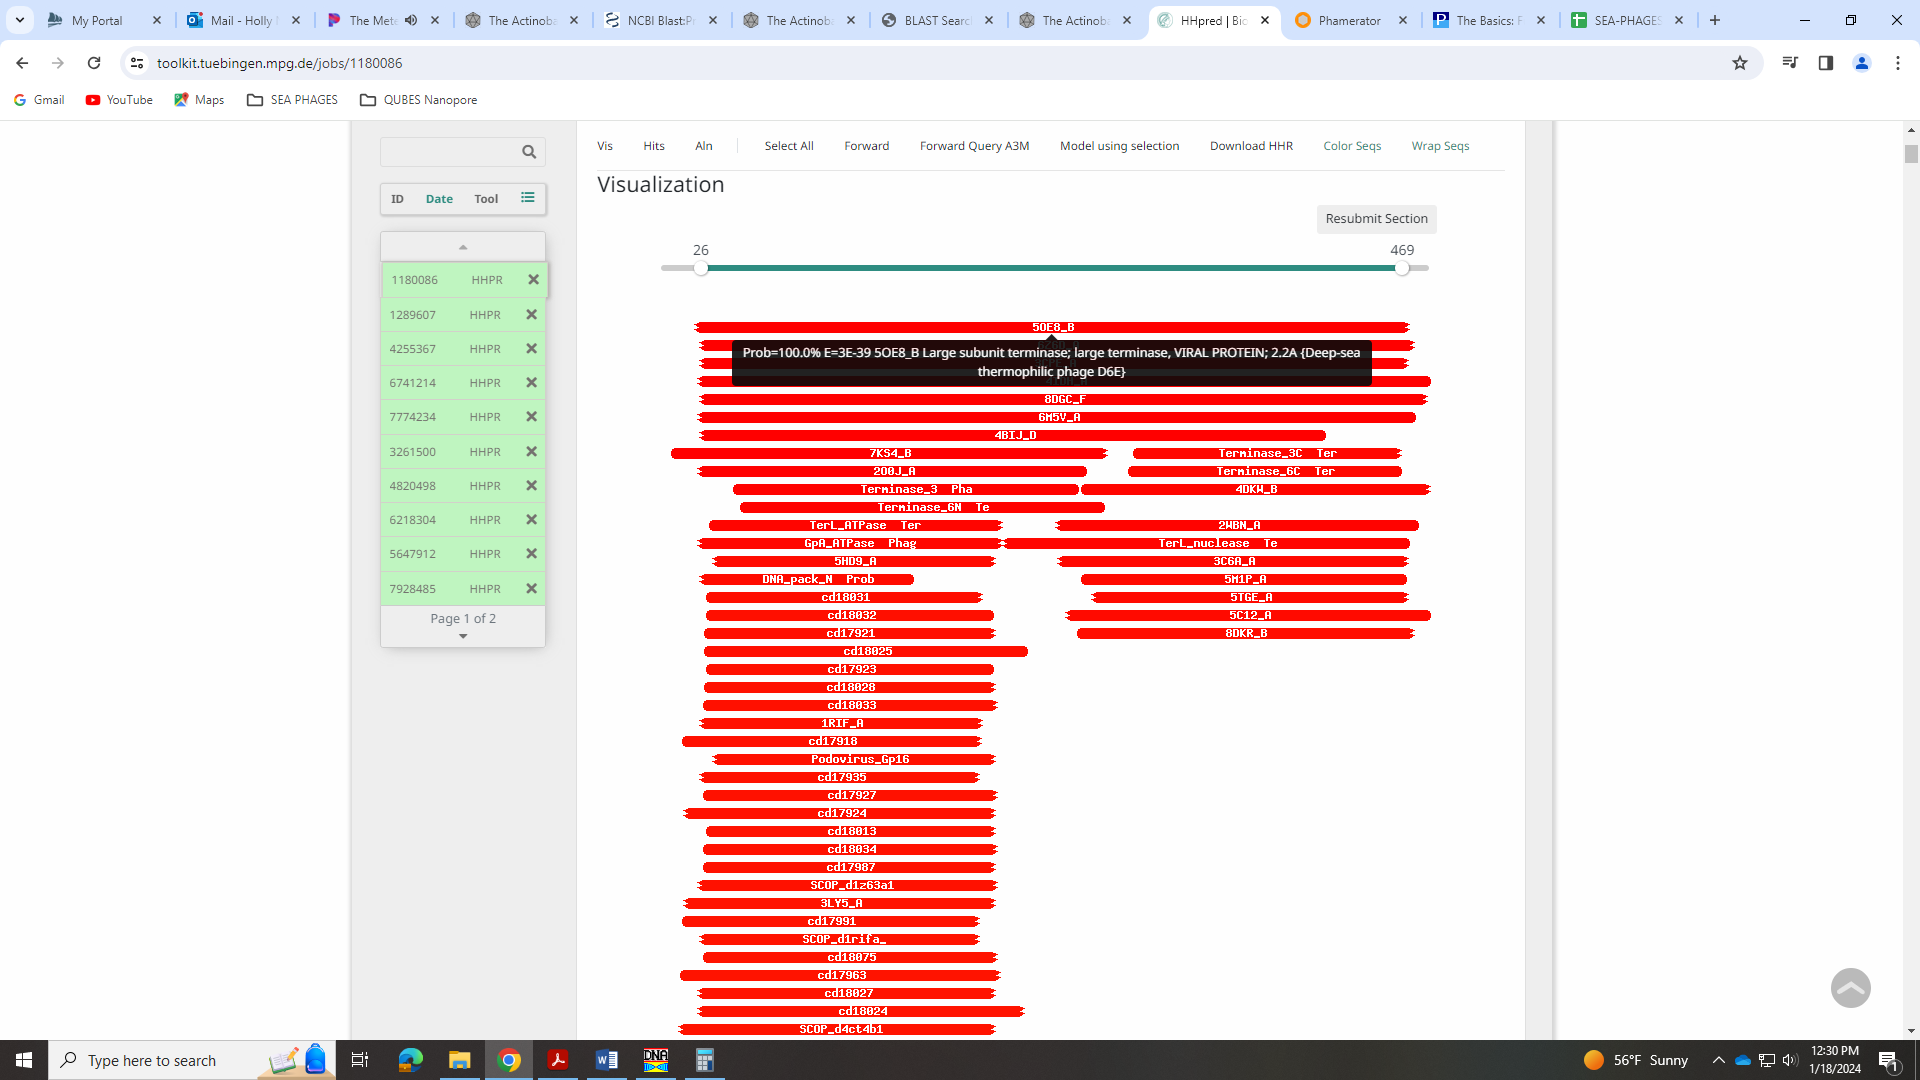 My Portal
Mail - Holly
The Mete
The Actinoba
NCBI Blast:Pr
The Actinoba
BLAST Searc
The Actinoba
HHpred | Bio
Phamerator
The Basics: F
SEA-PHAGES
toolkit.tuebingen.mpg.de/jobs/1180086
Gmail
YouTube
Maps
SEA PHAGES
QUBES Nanopore
Vis Hits Aln Select All Forward Forward Query A3M Model using selection Download HHR Color Seqs Wrap Seqs
Visualization
Resubmit Section
26 469
ID Date Tool
1180086 HHPR
1289607 HHPR
4255367 HHPR
6741214 HHPR
7774234 HHPR
3261500 HHPR
4820498 HHPR
6218304 HHPR
5647912 HHPR
7928485 HHPR
Page 1 of 2
5OE8_B
Prob=100.0% E=3E-39 5OE8_B Large subunit terminase; large terminase, VIRAL PROTEIN; 2.2A {Deep-sea
thermophilic phage D6E}
8DGC_F
6M5V_A
4BIJ_D
7KS4_B Terminase_3C Ter
2O0J_A Terminase_6C Ter
Terminase_3 Pha 4DKW_B
Terminase_6N Te
TerL_ATPase Ter 2WBN_A
GpA_ATPase Phag TerL_nuclease Te
5HD9_A 3C6A_A
DNA_pack_N Prob 5M1P_A
cd18031 5TGE_A
cd18032 5C12_A
cd17921 8DKR_B
cd18025
cd17923
cd18028
cd18033
1RIF_A
cd17918
Podovirus_Gp16
cd17935
cd17927
cd17924
cd18013
cd18034
cd17987
SCOP_d1z63a1
3LY5_A
cd17991
SCOP_d1rifa_
cd18075
cd17963
cd18027
cd18024
SCOP_d4ct4b1
Type here to search
DNA
56°F Sunny
12:30 PM
1/18/2024
1